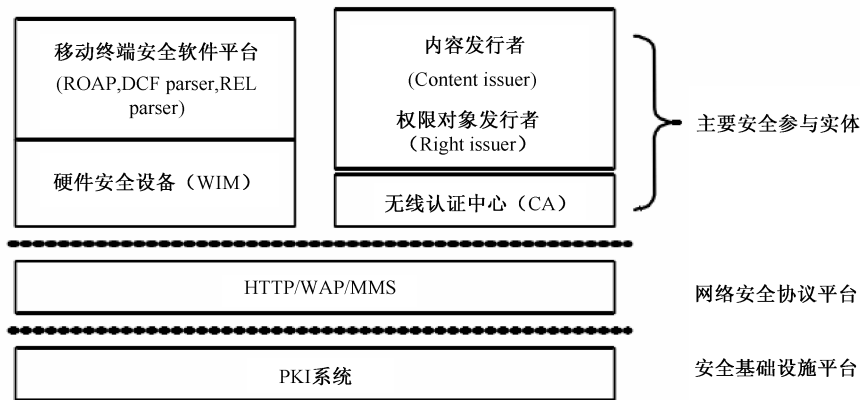 移动终端安全软件平台
(ROAP,DCF parser,REL
parser)
硬件安全设备（WIM）
内容发行者
(Content issuer)
权限对象发行者
（Right issuer）
无线认证中心（CA）
主要安全参与实体
HTTP/WAP/MMS
网络安全协议平台
PKI系统
安全基础设施平台